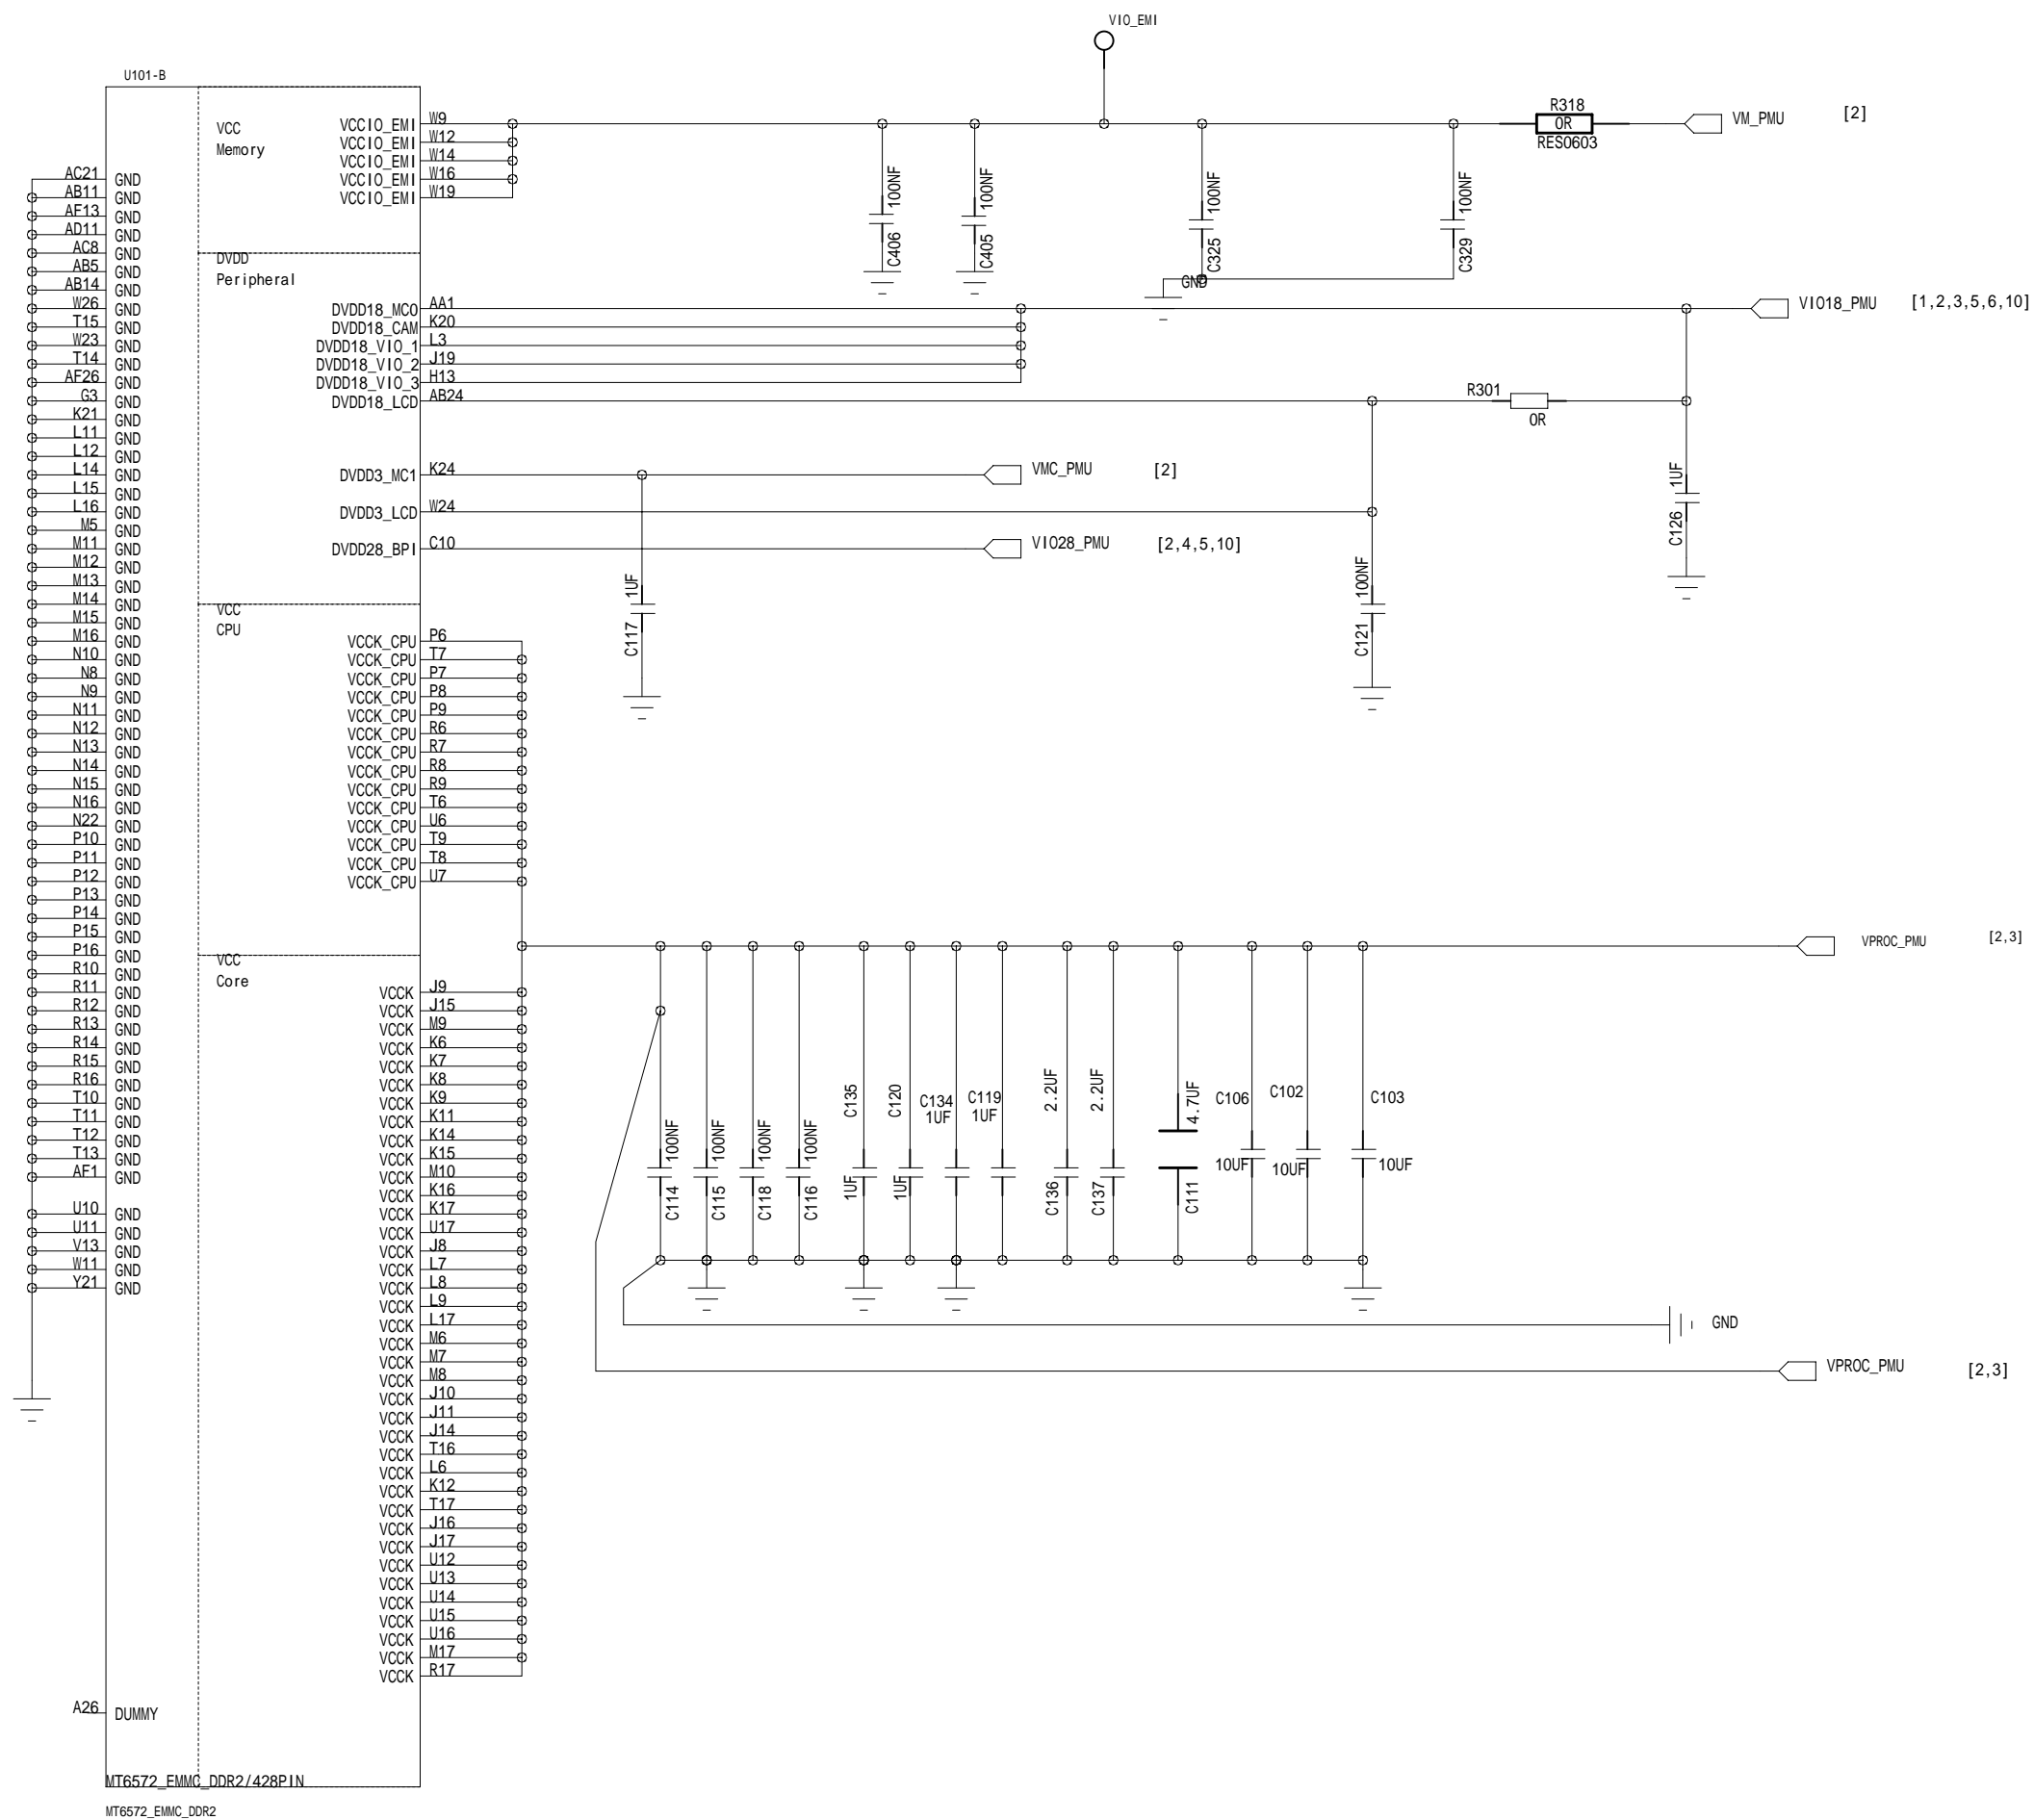 VIO_EMI
U101-B
VCC
Memory
VCCIO_EMI W9
VCCIO_EMI W12
VCCIO_EMI W14
VCCIO_EMI W16
VCCIO_EMI W19
R318
0R
RES0603
VM_PMU [2]
100NF C406
100NF C405
100NF C325
100NF C329
GND
AC21 GND
AB11 GND
AF13 GND
AD11 GND
AC8 GND
AB5 GND
AB14 GND
W26 GND
T15 GND
W23 GND
T14 GND
AF26 GND
G3 GND
K21 GND
L11 GND
L12 GND
L14 GND
L15 GND
L16 GND
M5 GND
M11 GND
M12 GND
M13 GND
M14 GND
M15 GND
M16 GND
N10 GND
N8 GND
N9 GND
N11 GND
N12 GND
N13 GND
N14 GND
N15 GND
N16 GND
N22 GND
P10 GND
P11 GND
P12 GND
P13 GND
P14 GND
P15 GND
P16 GND
R10 GND
R11 GND
R12 GND
R13 GND
R14 GND
R15 GND
R16 GND
T10 GND
T11 GND
T12 GND
T13 GND
AF1 GND
U10 GND
U11 GND
V13 GND
W11 GND
Y21 GND
A26 DUMMY
DVDD
Peripheral
DVDD18_MC0 AA1
DVDD18_CAM K20
DVDD18_VIO_1 L3
DVDD18_VIO_2 J19
DVDD18_VIO_3 H13
DVDD18_LCD AB24
DVDD3_MC1 K24
DVDD3_LCD W24
DVDD28_BPI C10
VIO18_PMU [1,2,3,5,6,10]
R301
0R
VMC_PMU [2]
VIO28_PMU [2,4,5,10]
1UF C126
1UF C117
100NF C121
VCC
CPU
VCCK_CPU P6
VCCK_CPU T7
VCCK_CPU P7
VCCK_CPU P8
VCCK_CPU P9
VCCK_CPU R6
VCCK_CPU R7
VCCK_CPU R8
VCCK_CPU R9
VCCK_CPU T6
VCCK_CPU U6
VCCK_CPU T9
VCCK_CPU T8
VCCK_CPU U7
VPROC_PMU [2,3]
VCC
Core
VCCK J9
VCCK J15
VCCK M9
VCCK K6
VCCK K7
VCCK K8
VCCK K9
VCCK K11
VCCK K14
VCCK K15
VCCK M10
VCCK K16
VCCK K17
VCCK U17
VCCK J8
VCCK L7
VCCK L8
VCCK L9
VCCK L17
VCCK M6
VCCK M7
VCCK M8
VCCK J10
VCCK J11
VCCK J14
VCCK T16
VCCK L6
VCCK K12
VCCK T17
VCCK J16
VCCK J17
VCCK U12
VCCK U13
VCCK U14
VCCK U15
VCCK U16
VCCK M17
VCCK R17
100NF C114
100NF C115
100NF C118
100NF C116
C135 1UF
C120 1UF
C134
1UF
C119
1UF
2.2UF C136
2.2UF C137
4.7UF C111
C106
10UF
C102
10UF
C103
10UF
GND
VPROC_PMU [2,3]
MT6572_EMMC_DDR2/428PIN
MT6572_EMMC_DDR2